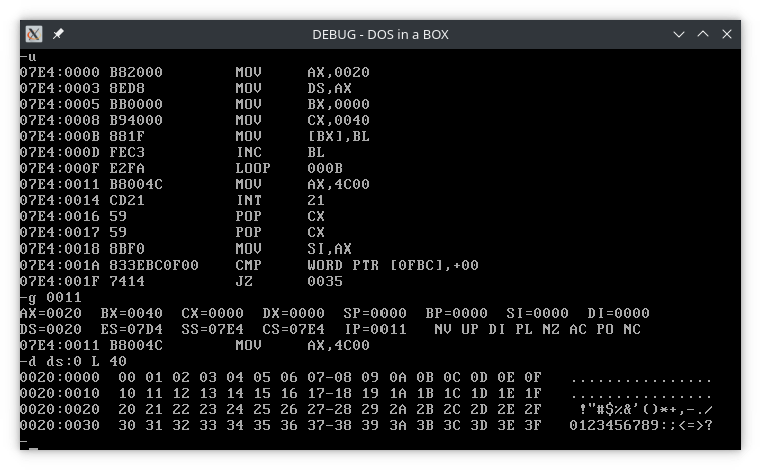 DEBUG - DOS in a BOX
-u
07E4:0000 B82000        MOV     AX,0020
07E4:0003 8ED8          MOV     DS,AX
07E4:0005 BB0000        MOV     BX,0000
07E4:0008 B94000        MOV     CX,0040
07E4:000B 881F          MOV     [BX],BL
07E4:000D FEC3          INC     BL
07E4:000F E2FA          LOOP    000B
07E4:0011 B8004C        MOV     AX,4C00
07E4:0014 CD21          INT     21
07E4:0016 59            POP     CX
07E4:0017 59            POP     CX
07E4:0018 8BF0          MOV     SI,AX
07E4:001A 833EBC0F00    CMP     WORD PTR [0FBC],+00
07E4:001F 7414          JZ      0035
-g 0011
AX=0020  BX=0040  CX=0000  DX=0000  SP=0000  BP=0000  SI=0000  DI=0000
DS=0020  ES=07D4  SS=07E4  CS=07E4  IP=0011   NV UP DI PL NZ AC PO NC
07E4:0011 B8004C        MOV     AX,4C00
-d ds:0 L 40
0020:0000  00 01 02 03 04 05 06 07-08 09 0A 0B 0C 0D 0E 0F   ................
0020:0010  10 11 12 13 14 15 16 17-18 19 1A 1B 1C 1D 1E 1F   ................
0020:0020  20 21 22 23 24 25 26 27-28 29 2A 2B 2C 2D 2E 2F    !"#$%&'()*+,-./
0020:0030  30 31 32 33 34 35 36 37-38 39 3A 3B 3C 3D 3E 3F   0123456789:;<=>?
-